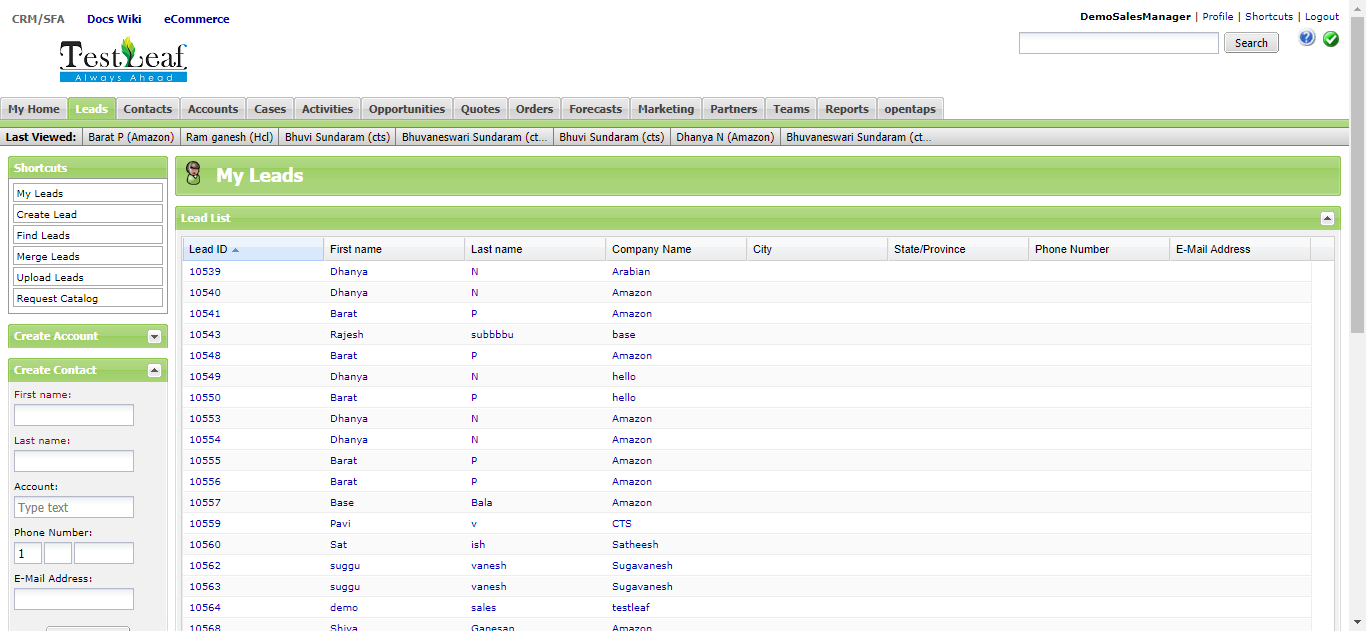 CRM/SFA Docs Wiki eCommerce
DemoSalesManager | Profile | Shortcuts | Logout
TestLeaf
Always Ahead
Search
?
My Home Leads Contacts Accounts Cases Activities Opportunities Quotes Orders Forecasts Marketing Partners Teams Reports opentaps
Last Viewed: Barat P (Amazon) Ram ganesh (Hcl) Bhuvi Sundaram (cts) Bhuvaneswari Sundaram (ct... Bhuvi Sundaram (cts) Dhanya N (Amazon) Bhuvaneswari Sundaram (ct...
Shortcuts
My Leads
Create Lead
Find Leads
Merge Leads
Upload Leads
Request Catalog
Create Account
Create Contact
First name:
Last name:
Account:
Type text
Phone Number:
1
E-Mail Address:
My Leads
Lead List
Lead ID First name Last name Company Name City State/Province Phone Number E-Mail Address
10539 Dhanya N Arabian
10540 Dhanya N Amazon
10541 Barat P Amazon
10543 Rajesh subbbbu base
10548 Barat P Amazon
10549 Dhanya N hello
10550 Barat P hello
10553 Dhanya N Amazon
10554 Dhanya N Amazon
10555 Barat P Amazon
10556 Barat P Amazon
10557 Base Bala Amazon
10559 Pavi v CTS
10560 Sat ish Satheesh
10562 suggu vanesh Sugavanesh
10563 suggu vanesh Sugavanesh
10564 demo sales testleaf
10568 Shiva Ganesan Amazon